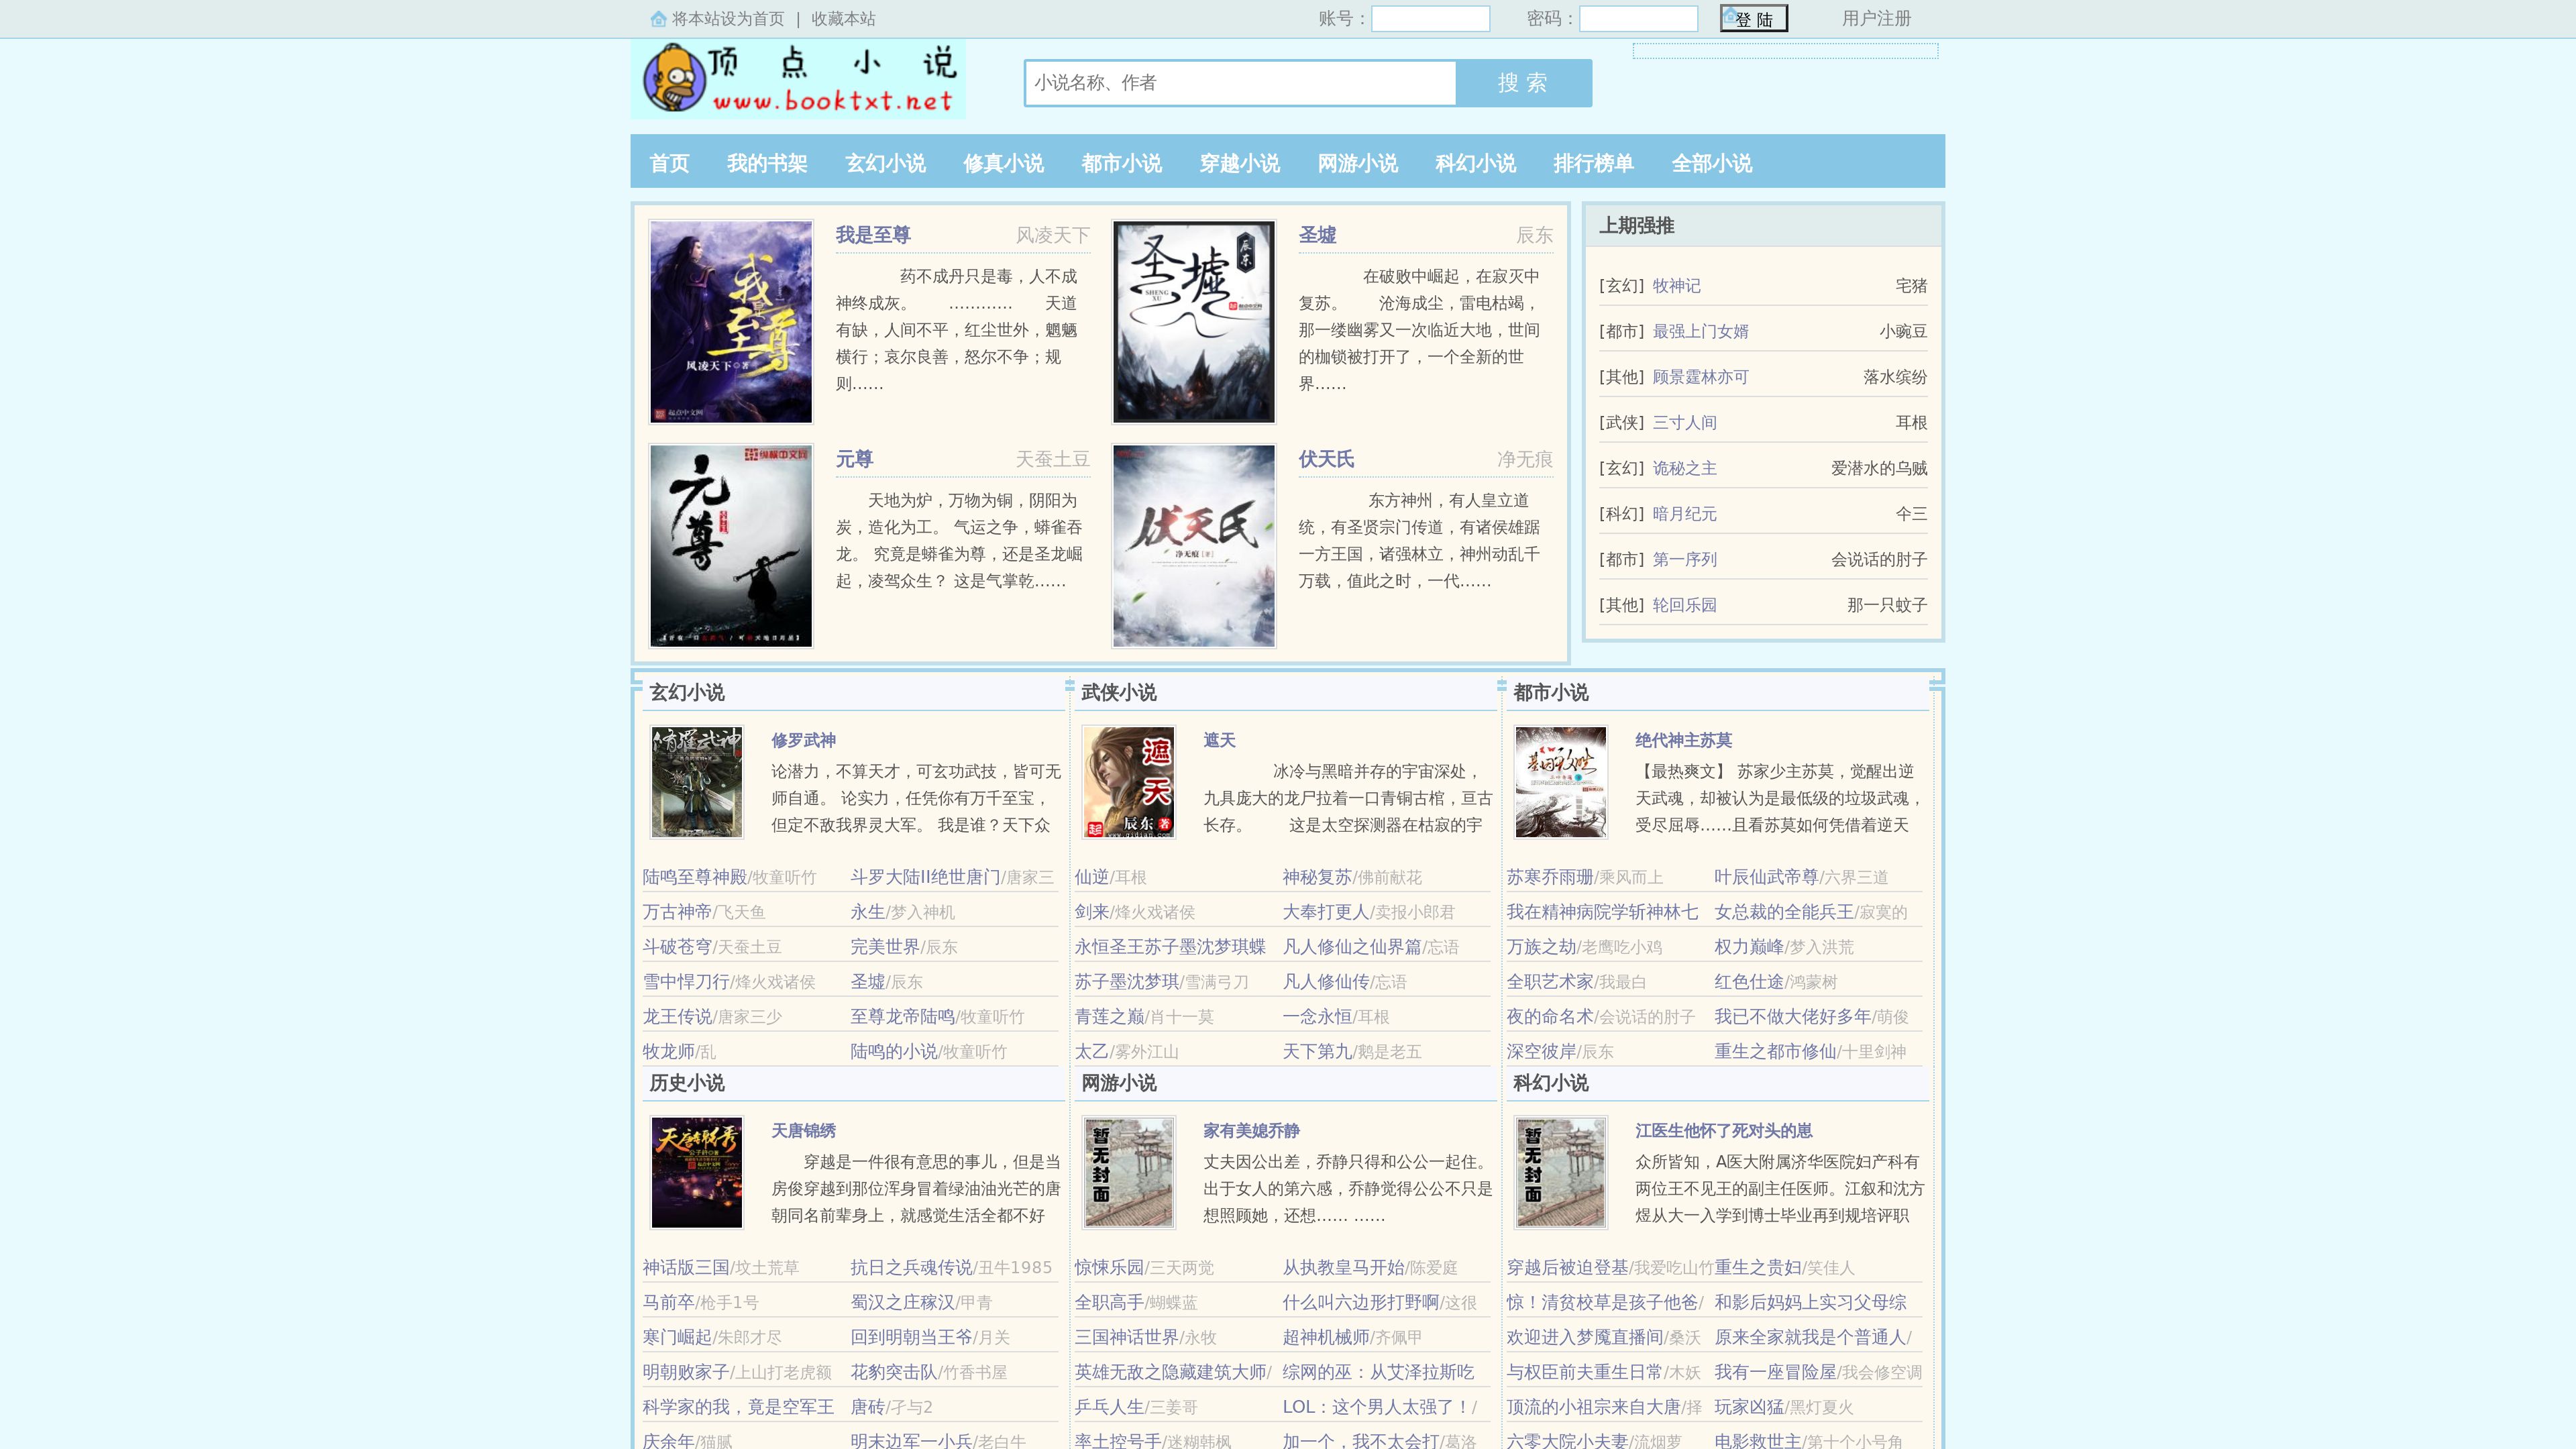 将本站设为首页 | 收藏本站
账号： 密码： 登 陆 用户注册
顶点小说
www.booktxt.net
小说名称、作者 搜 索
首页 我的书架 玄幻小说 修真小说 都市小说 穿越小说 网游小说 科幻小说 排行榜单 全部小说
我是至尊
风凌天下◎著
起点中文网
我是至尊 风凌天下
药不成丹只是毒，人不成
神终成灰。 ………… 天道
有缺，人间不平，红尘世外，魍魉
横行；哀尔良善，怒尔不争；规
则……
圣墟
辰东
SHENG XU
圣墟 辰东
在破败中崛起，在寂灭中
复苏。 沧海成尘，雷电枯竭，
那一缕幽雾又一次临近大地，世间
的枷锁被打开了，一个全新的世
界……
纵横中文网
元尊
元尊 天蚕土豆
天地为炉，万物为铜，阴阳为
炭，造化为工。 气运之争，蟒雀吞
龙。 究竟是蟒雀为尊，还是圣龙崛
起，凌驾众生？ 这是气掌乾……
伏天氏
净无痕
伏天氏 净无痕
东方神州，有人皇立道
统，有圣贤宗门传道，有诸侯雄踞
一方王国，诸强林立，神州动乱千
万载，值此之时，一代……
上期强推
[玄幻] 牧神记 宅猪
[都市] 最强上门女婿 小豌豆
[其他] 顾景霆林亦可 落水缤纷
[武侠] 三寸人间 耳根
[玄幻] 诡秘之主 爱潜水的乌贼
[科幻] 暗月纪元 仐三
[都市] 第一序列 会说话的肘子
[其他] 轮回乐园 那一只蚊子
玄幻小说
修罗武神
修罗武神
论潜力，不算天才，可玄功武技，皆可无
师自通。 论实力，任凭你有万千至宝，
但定不敌我界灵大军。 我是谁？天下众
陆鸣至尊神殿/牧童听竹 斗罗大陆II绝世唐门/唐家三
万古神帝/飞天鱼 永生/梦入神机
斗破苍穹/天蚕土豆 完美世界/辰东
雪中悍刀行/烽火戏诸侯 圣墟/辰东
龙王传说/唐家三少 至尊龙帝陆鸣/牧童听竹
牧龙师/乱 陆鸣的小说/牧童听竹
武侠小说
遮天
辰东 著
www.qidian.com
遮天
冰冷与黑暗并存的宇宙深处，
九具庞大的龙尸拉着一口青铜古棺，亘古
长存。 这是太空探测器在枯寂的宇
仙逆/耳根 神秘复苏/佛前献花
剑来/烽火戏诸侯 大奉打更人/卖报小郎君
永恒圣王苏子墨沈梦琪蝶 凡人修仙之仙界篇/忘语
苏子墨沈梦琪/雪满弓刀 凡人修仙传/忘语
青莲之巅/肖十一莫 一念永恒/耳根
太乙/雾外江山 天下第九/鹅是老五
都市小说
绝代神主苏莫
【最热爽文】 苏家少主苏莫，觉醒出逆
天武魂，却被认为是最低级的垃圾武魂，
受尽屈辱……且看苏莫如何凭借着逆天
苏寒乔雨珊/乘风而上 叶辰仙武帝尊/六界三道
我在精神病院学斩神林七 女总裁的全能兵王/寂寞的
万族之劫/老鹰吃小鸡 权力巅峰/梦入洪荒
全职艺术家/我最白 红色仕途/鸿蒙树
夜的命名术/会说话的肘子 我已不做大佬好多年/萌俊
深空彼岸/辰东 重生之都市修仙/十里剑神
历史小说
天唐锦绣
穿越是一件很有意思的事儿，但是当
房俊穿越到那位浑身冒着绿油油光芒的唐
朝同名前辈身上，就感觉生活全都不好
神话版三国/坟土荒草 抗日之兵魂传说/丑牛1985
马前卒/枪手1号 蜀汉之庄稼汉/甲青
寒门崛起/朱郎才尽 回到明朝当王爷/月关
明朝败家子/上山打老虎额 花豹突击队/竹香书屋
科学家的我，竟是空军王 唐砖/孑与2
庆余年/猫腻 明末边军一小兵/老白牛
网游小说
暂无封面
家有美媳乔静
丈夫因公出差，乔静只得和公公一起住。
出于女人的第六感，乔静觉得公公不只是
想照顾她，还想…… ……
惊悚乐园/三天两觉 从执教皇马开始/陈爱庭
全职高手/蝴蝶蓝 什么叫六边形打野啊/这很
三国神话世界/永牧 超神机械师/齐佩甲
英雄无敌之隐藏建筑大师/ 综网的巫：从艾泽拉斯吃
乒乓人生/三姜哥 LOL：这个男人太强了！/
率土控号手/迷糊韩枫 加一个，我不太会打/葛洛
科幻小说
暂无封面
江医生他怀了死对头的崽
众所皆知，A医大附属济华医院妇产科有
两位王不见王的副主任医师。江叙和沈方
煜从大一入学到博士毕业再到规培评职
穿越后被迫登基/我爱吃山竹 重生之贵妇/笑佳人
惊！清贫校草是孩子他爸/ 和影后妈妈上实习父母综
欢迎进入梦魇直播间/桑沃 原来全家就我是个普通人/
与权臣前夫重生日常/木妖 我有一座冒险屋/我会修空调
顶流的小祖宗来自大唐/择 玩家凶猛/黑灯夏火
六零大院小夫妻/流烟萝 电影救世主/第十个小号角